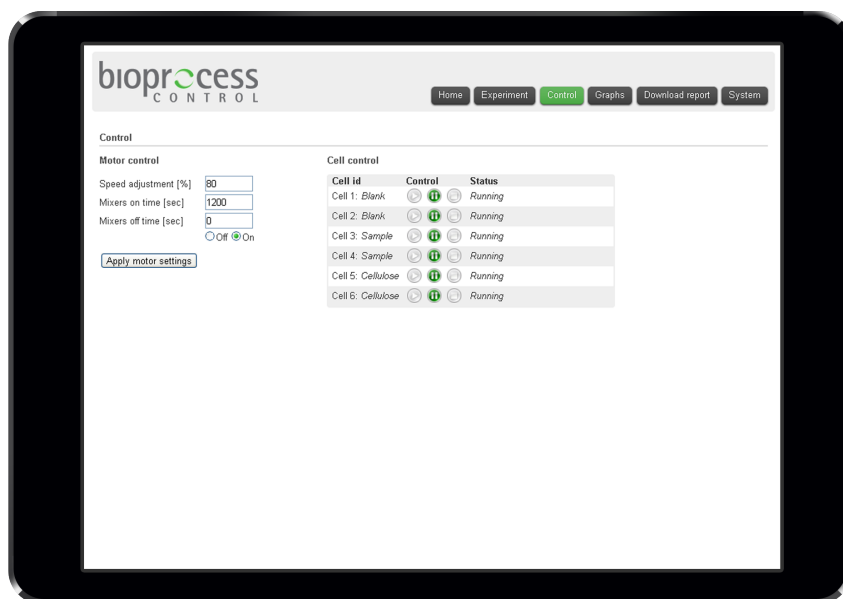 bioprocess
CONTROL
Home Experiment Control Graphs Download report System
Control
Motor control
Speed adjustment [%] 80
Mixers on time [sec] 1200
Mixers off time [sec] 0
Off On
Apply motor settings
Cell control
Cell id Control Status
Cell 1: Blank Running
Cell 2: Blank Running
Cell 3: Sample Running
Cell 4: Sample Running
Cell 5: Cellulose Running
Cell 6: Cellulose Running